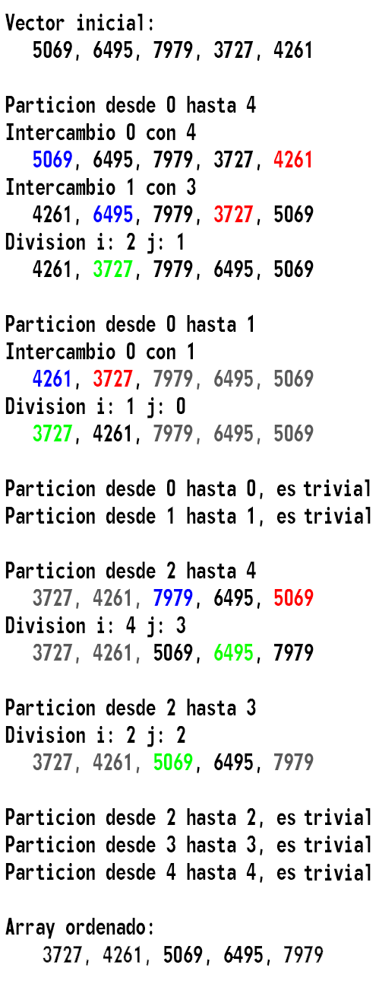 Vector inicial:
5069, 6495, 7979, 3727, 4261
Particion desde 0 hasta 4
Intercambio 0 con 4
5069, 6495, 7979, 3727, 4261
Intercambio 1 con 3
4261, 6495, 7979, 3727, 5069
Division i: 2 j: 1
4261, 3727, 7979, 6495, 5069
Particion desde 0 hasta 1
Intercambio 0 con 1
4261, 3727, 7979, 6495, 5069
Division i: 1 j: 0
3727, 4261, 7979, 6495, 5069
Particion desde 0 hasta 0, es trivial
Particion desde 1 hasta 1, es trivial
Particion desde 2 hasta 4
3727, 4261, 7979, 6495, 5069
Division i: 4 j: 3
3727, 4261, 5069, 6495, 7979
Particion desde 2 hasta 3
Division i: 2 j: 2
3727, 4261, 5069, 6495, 7979
Particion desde 2 hasta 2, es trivial
Particion desde 3 hasta 3, es trivial
Particion desde 4 hasta 4, es trivial
Array ordenado:
3727, 4261, 5069, 6495, 7979